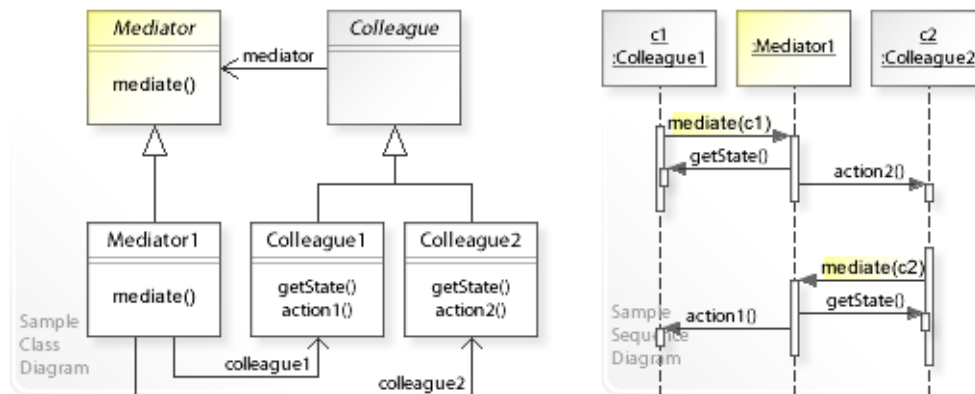 Mediator
mediate()
mediator
Colleague
Mediator1
mediate()
Colleague1
getState()
action1()
Colleague2
getState()
action2()
Sample
Class
Diagram
colleague1
colleague2
c1
:Colleague1
:Mediator1
c2
:Colleague2
mediate(c1)
getState()
action2()
mediate(c2)
getState()
action1()
Sample
Sequence
Diagram